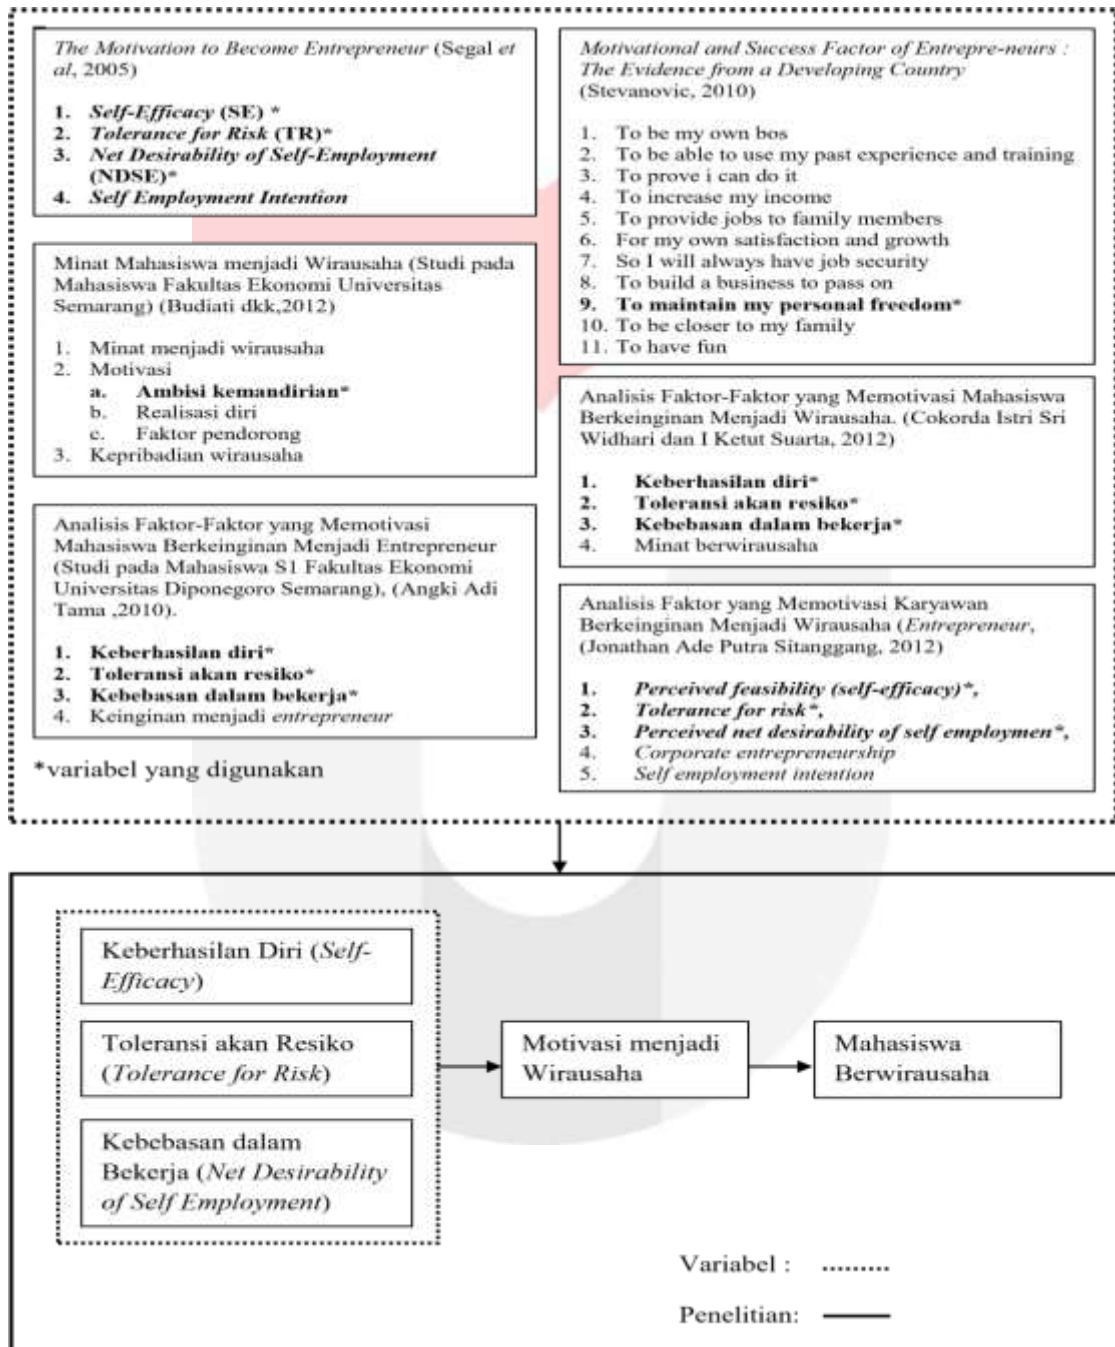 The Motivation to Become Entrepreneur (Segal et
al, 2005)
1. Self-Efficacy (SE) *
2. Tolerance for Risk (TR)*
3. Net Desirability of Self-Employment
(NDSE)*
4. Self Employment Intention
Minat Mahasiswa menjadi Wirausaha (Studi pada
Mahasiswa Fakultas Ekonomi Universitas
Semarang) (Budiati dkk,2012)
1. Minat menjadi wirausaha
2. Motivasi
a. Ambisi kemandirian*
b. Realisasi diri
c. Faktor pendorong
3. Kepribadian wirausaha
Analisis Faktor-Faktor yang Memotivasi
Mahasiswa Berkeinginan Menjadi Entrepreneur
(Studi pada Mahasiswa S1 Fakultas Ekonomi
Universitas Diponegoro Semarang), (Angki Adi
Tama ,2010).
1. Keberhasilan diri*
2. Toleransi akan resiko*
3. Kebebasan dalam bekerja*
4. Keinginan menjadi entrepreneur
*variabel yang digunakan
Motivational and Success Factor of Entrepre-neurs :
The Evidence from a Developing Country
(Stevanovic, 2010)
1. To be my own bos
2. To be able to use my past experience and training
3. To prove i can do it
4. To increase my income
5. To provide jobs to family members
6. For my own satisfaction and growth
7. So I will always have job security
8. To build a business to pass on
9. To maintain my personal freedom*
10. To be closer to my family
11. To have fun
Analisis Faktor-Faktor yang Memotivasi Mahasiswa
Berkeinginan Menjadi Wirausaha. (Cokorda Istri Sri
Widhari dan I Ketut Suarta, 2012)
1. Keberhasilan diri*
2. Toleransi akan resiko*
3. Kebebasan dalam bekerja*
4. Minat berwirausaha
Analisis Faktor yang Memotivasi Karyawan
Berkeinginan Menjadi Wirausaha (Entrepreneur,
(Jonathan Ade Putra Sitanggang, 2012)
1. Perceived feasibility (self-efficacy)*,
2. Tolerance for risk*,
3. Perceived net desirability of self employmen*,
4. Corporate entrepreneurship
5. Self employment intention
Keberhasilan Diri (Self-
Efficacy)
Toleransi akan Resiko
(Tolerance for Risk)
Kebebasan dalam
Bekerja (Net Desirability
of Self Employment)
Motivasi menjadi
Wirausaha
Mahasiswa
Berwirausaha
Variabel : .........
Penelitian: